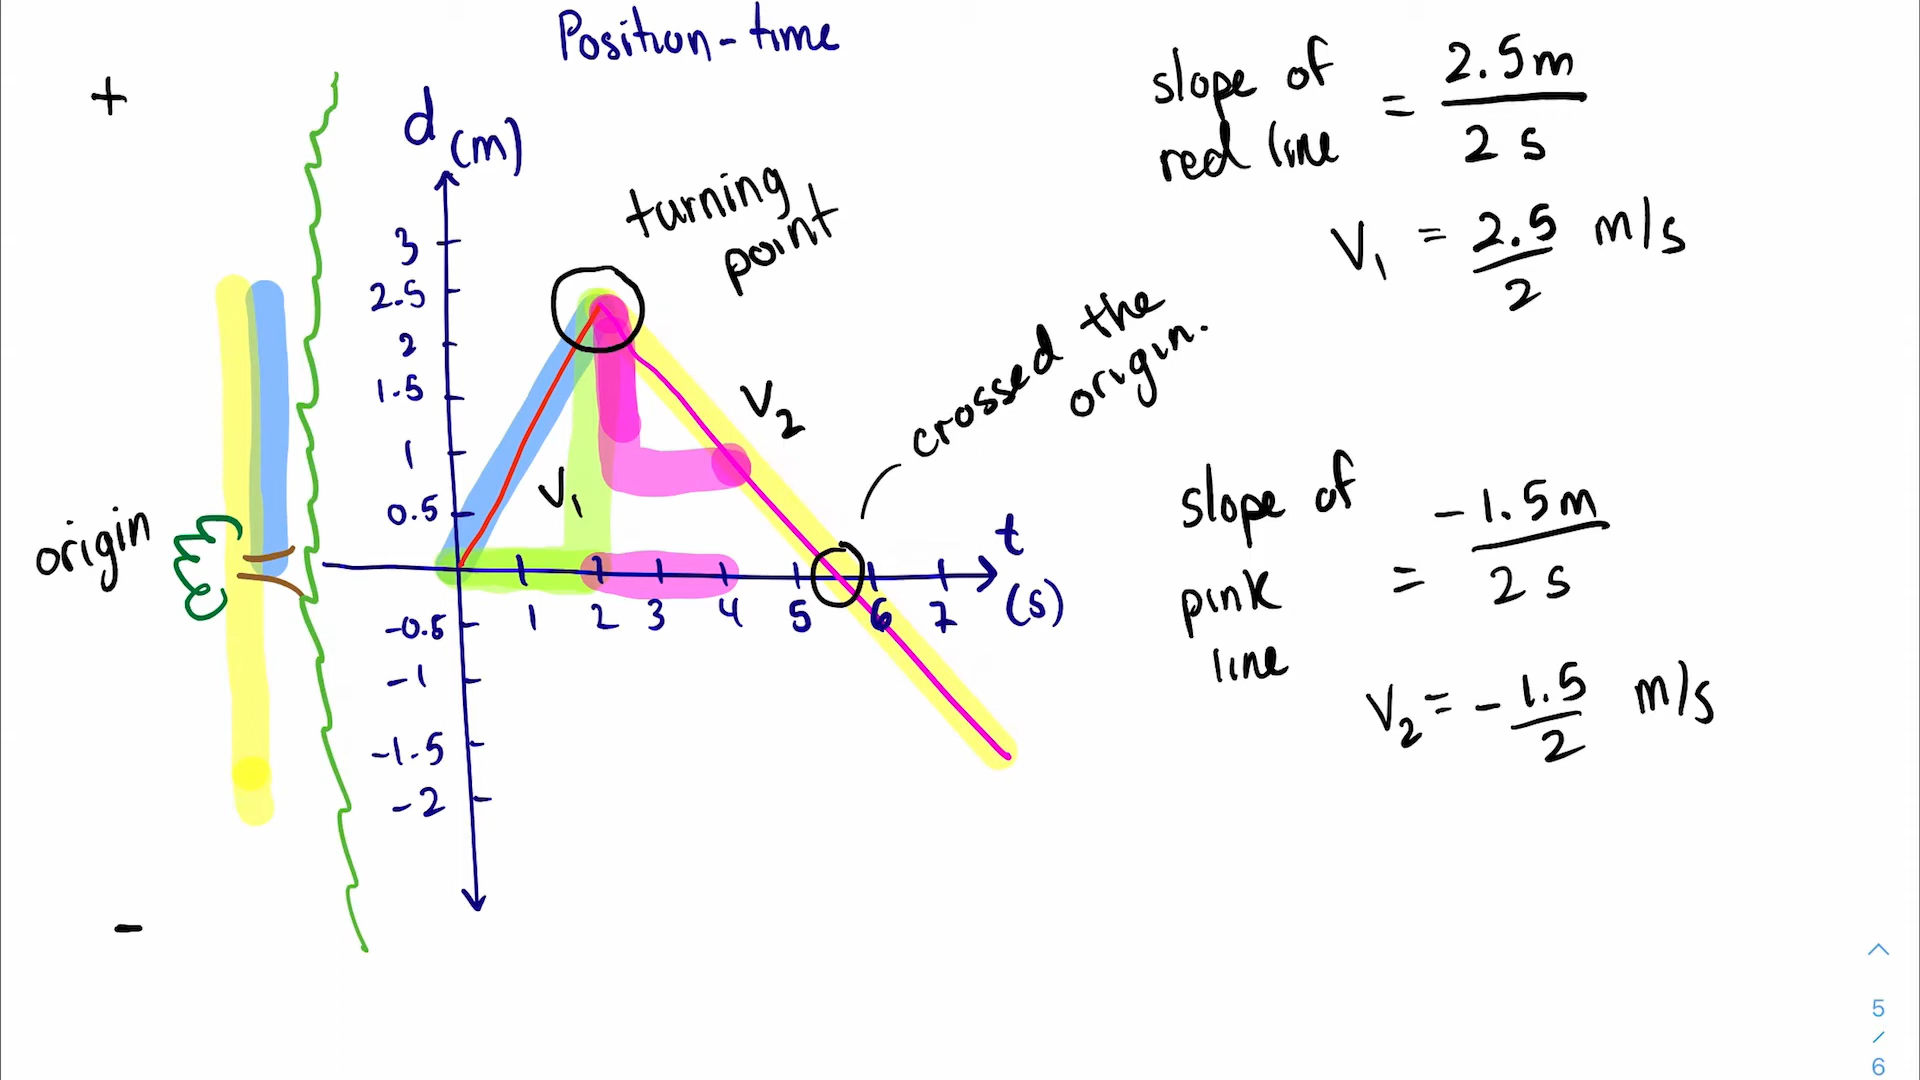 Position-time
+
d (m)
3
2.5
2
1.5
1
0.5
-0.5
-1
-1.5
-2
turning
point
V₁
V₂
crossed the
origin.
origin
t
(s)
1 2 3 4 5 6 7
-
slope of
red line = 2.5m / 2 s
V₁ = 2.5 / 2 m/s
slope of
pink
line = -1.5m / 2 s
V₂ = -1.5 / 2 m/s
5
/
6